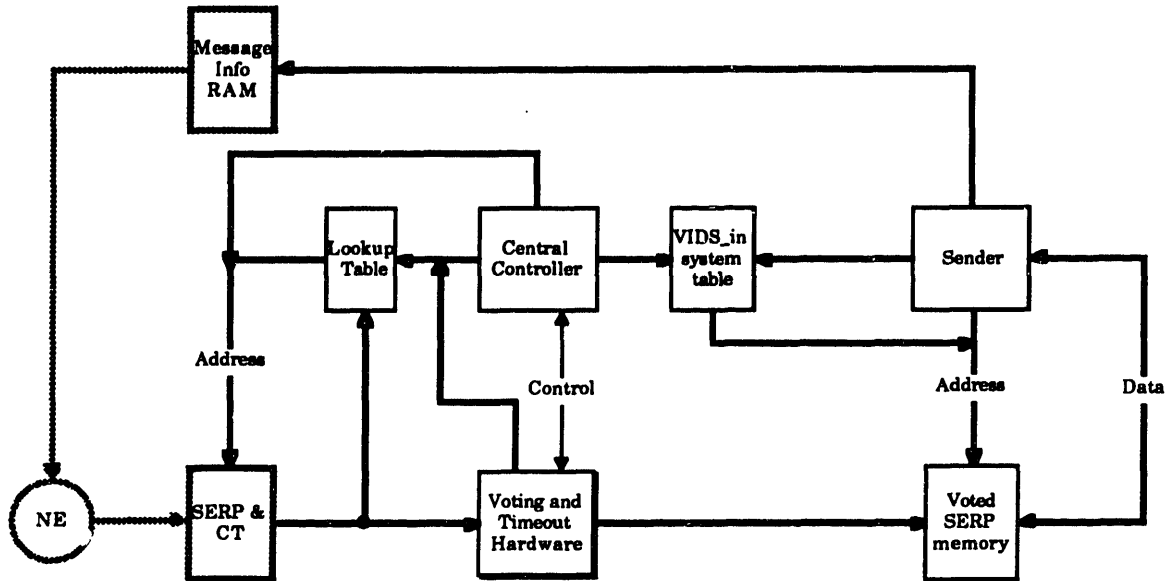 Message
Info
RAM
Lookup
Table
Central
Controller
VIDS_in
system
table
Sender
Address
Control
Address
Data
NE
SERP &
CT
Voting and
Timeout
Hardware
Voted
SERP
memory